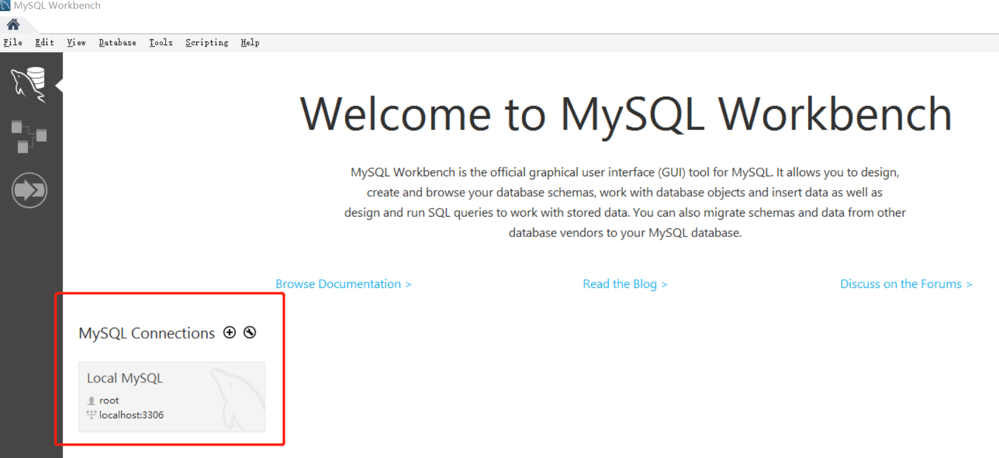 MySQL Workbench
File Edit View Database Tools Scripting Help
Welcome to MySQL Workbench
MySQL Workbench is the official graphical user interface (GUI) tool for MySQL. It allows you to design,
create and browse your database schemas, work with database objects and insert data as well as
design and run SQL queries to work with stored data. You can also migrate schemas and data from other
database vendors to your MySQL database.
Browse Documentation > Read the Blog > Discuss on the Forums >
MySQL Connections
Local MySQL
root
localhost:3306